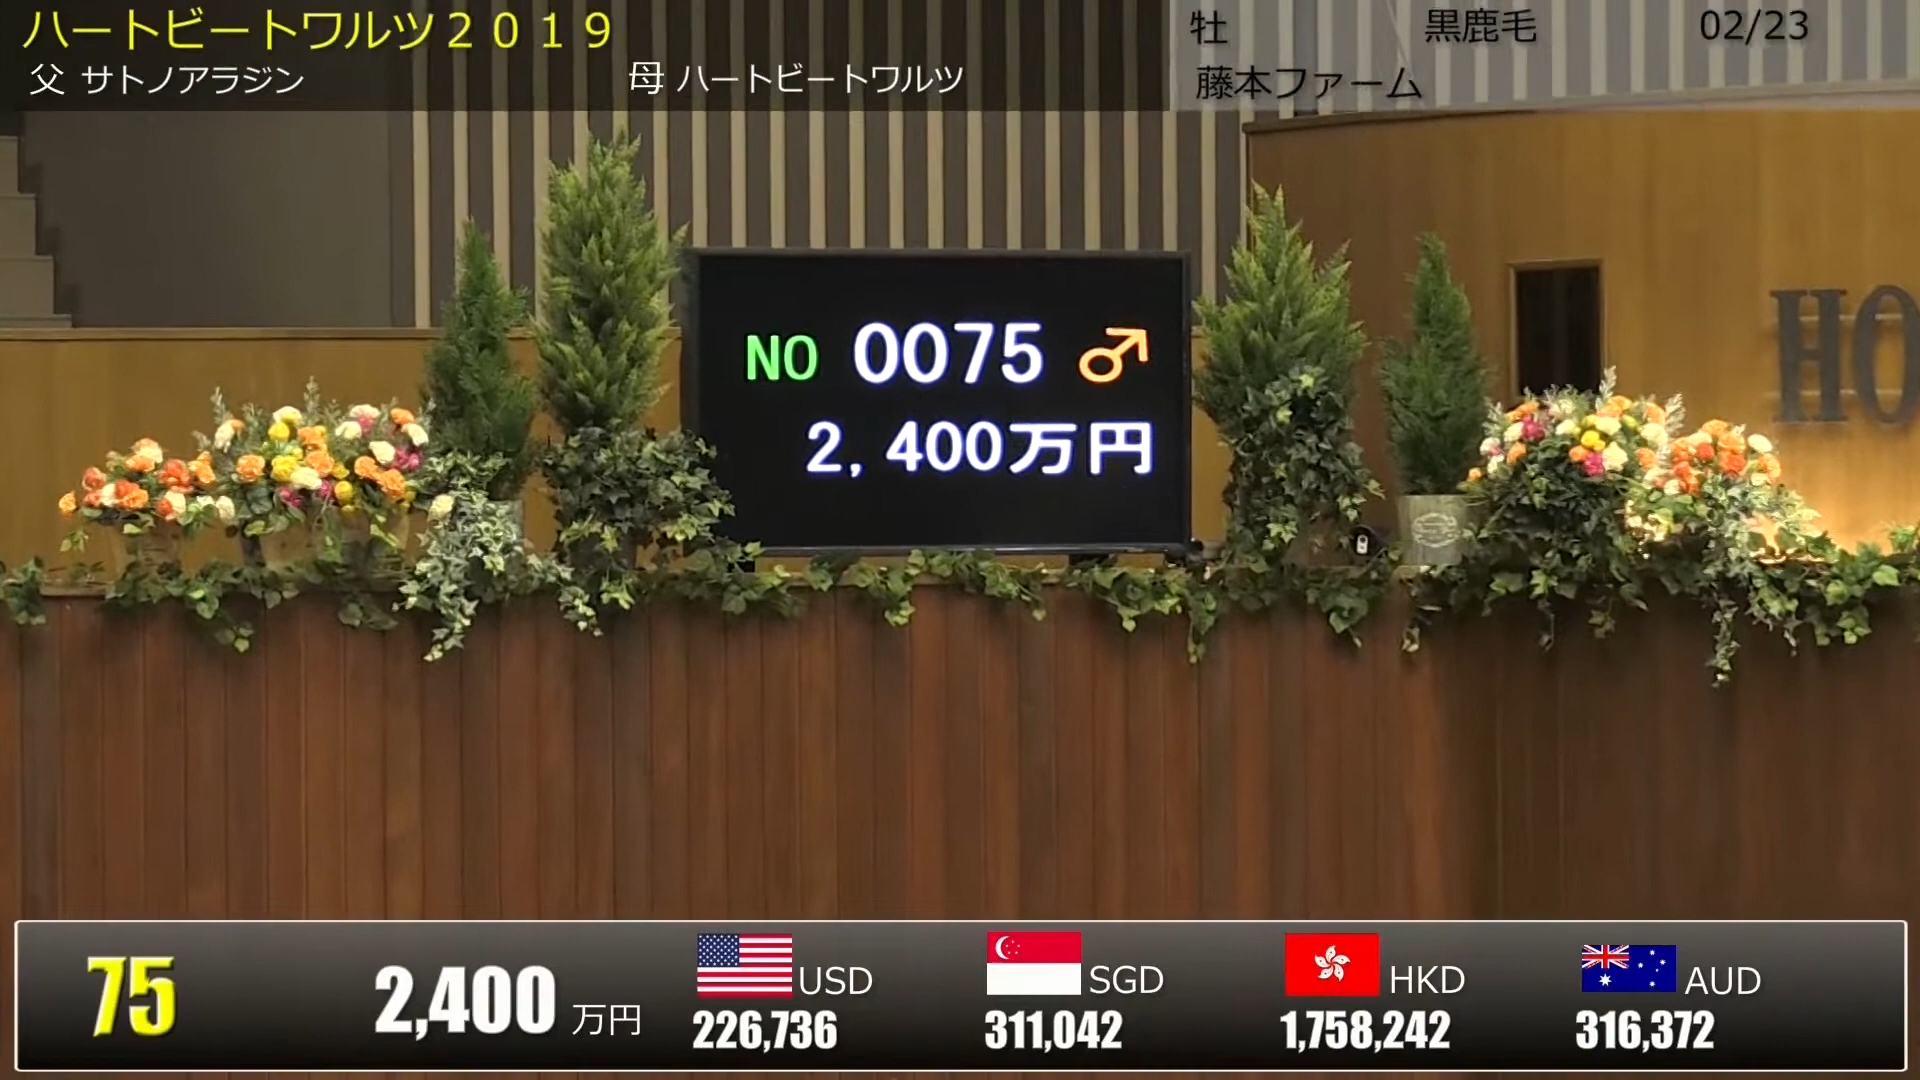 ハートビートワルツ２０１９
父 サトノアラジン 母 ハートビートワルツ
牡 黒鹿毛 02/23
藤本ファーム
NO 0075 ♂
2,400万円
HO
75 2,400 万円
USD 226,736
SGD 311,042
HKD 1,758,242
AUD 316,372